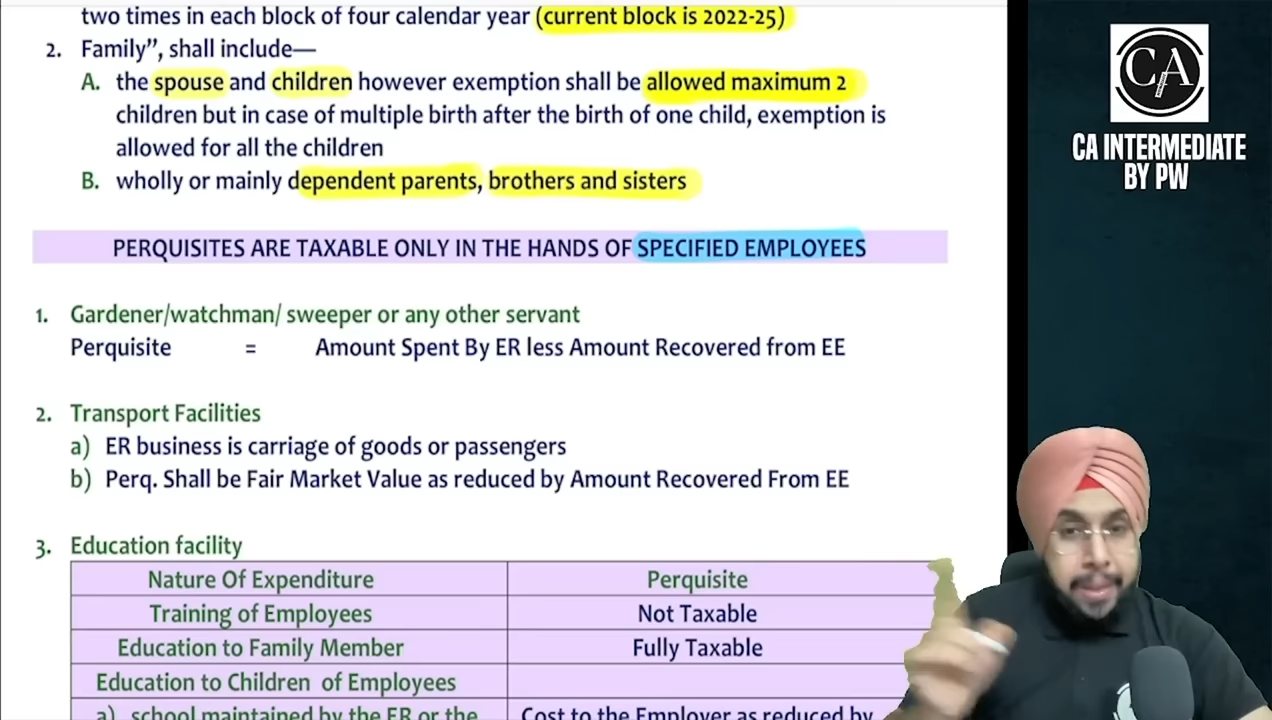 two times in each block of four calendar year (current block is 2022-25)
2. Family”, shall include—
A. the spouse and children however exemption shall be allowed maximum 2
children but in case of multiple birth after the birth of one child, exemption is
allowed for all the children
B. wholly or mainly dependent parents, brothers and sisters
PERQUISITES ARE TAXABLE ONLY IN THE HANDS OF SPECIFIED EMPLOYEES
1. Gardener/watchman/ sweeper or any other servant
Perquisite = Amount Spent By ER less Amount Recovered from EE
2. Transport Facilities
a) ER business is carriage of goods or passengers
b) Perq. Shall be Fair Market Value as reduced by Amount Recovered From EE
3. Education facility
Nature Of Expenditure Perquisite
Training of Employees Not Taxable
Education to Family Member Fully Taxable
Education to Children of Employees
a) school maintained by the ER or the Cost to the Employer as reduced by
CA
CA INTERMEDIATE
BY PW